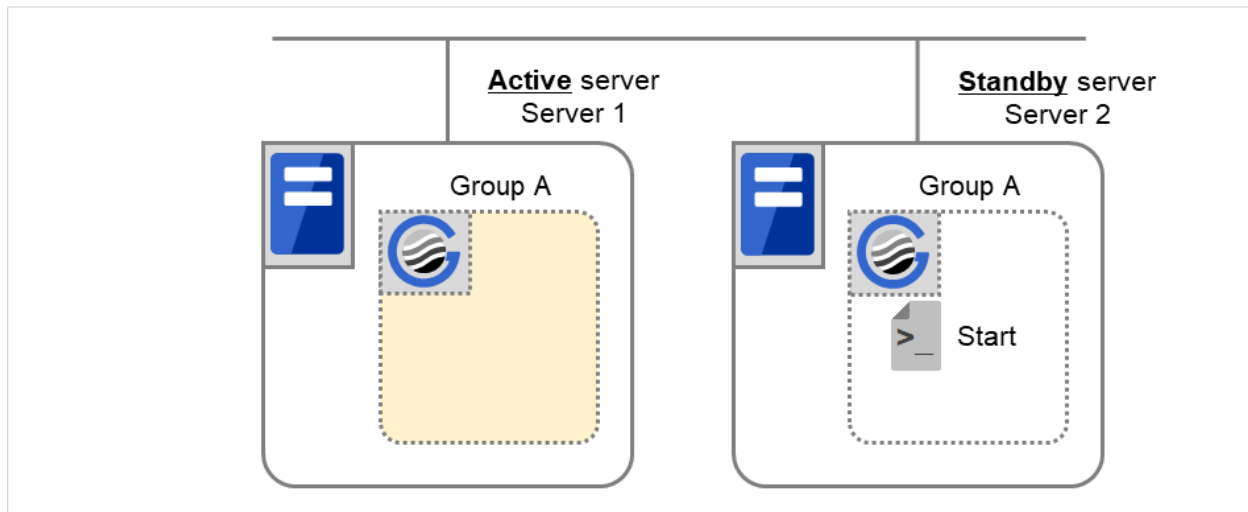 Active server
Server 1
Standby server
Server 2
Group A
Group A
>_ Start